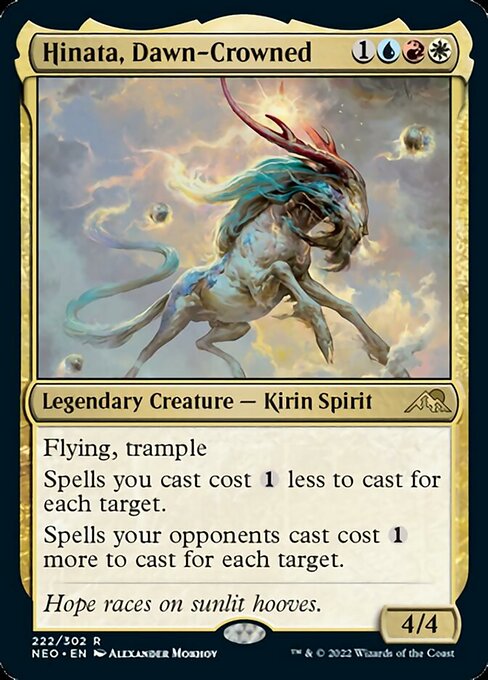 Hinata, Dawn-Crowned 1
Legendary Creature — Kirin Spirit
Flying, trample
Spells you cast cost 1 less to cast for
each target.
Spells your opponents cast cost 1
more to cast for each target.
Hope races on sunlit hooves.
4/4
222/302 R
NEO • EN Alexander Mokhov
™ & © 2022 Wizards of the Coast